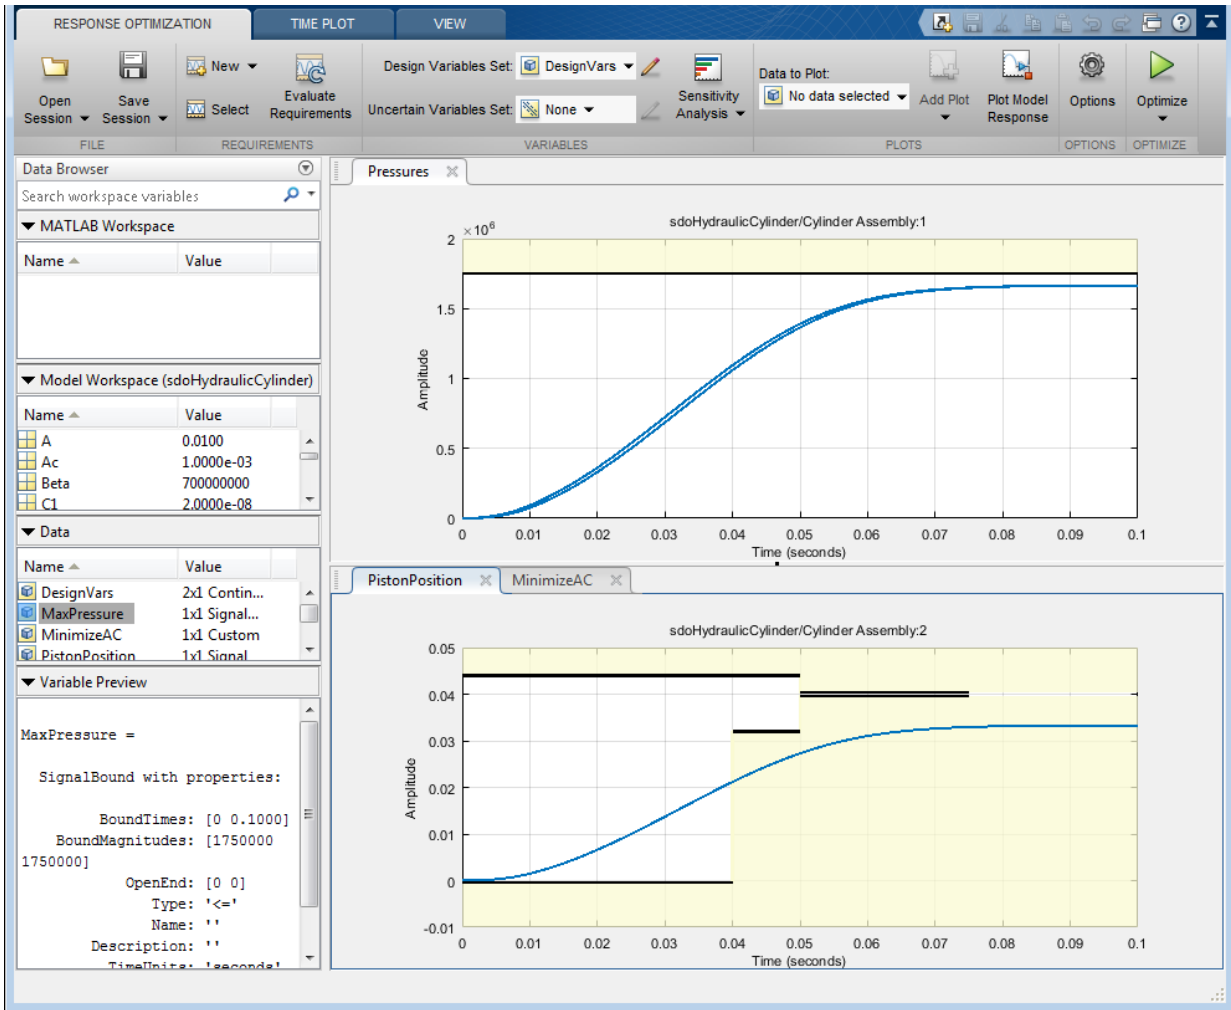 RESPONSE OPTIMIZATION TIME PLOT VIEW
New Design Variables Set: DesignVars Data to Plot:
Open Session Save Session Select Evaluate Requirements Uncertain Variables Set: None Sensitivity Analysis No data selected Add Plot Plot Model Response Options Optimize
FILE REQUIREMENTS VARIABLES PLOTS OPTIONS OPTIMIZE
Data Browser
Search workspace variables
MATLAB Workspace
Name Value
Model Workspace (sdoHydraulicCylinder)
Name Value
A 0.0100
Ac 1.0000e-03
Beta 700000000
C1 2.0000e-08
Data
Name Value
DesignVars 2x1 Contin...
MaxPressure 1x1 Signal...
MinimizeAC 1x1 Custom
PistonPosition 1x1 Signal
Variable Preview
MaxPressure =
SignalBound with properties:
BoundTimes: [0 0.1000]
BoundMagnitudes: [1750000
1750000]
OpenEnd: [0 0]
Type: '<='
Name: ''
Description: ''
TimeUnits: 'seconds'
Pressures
sdoHydraulicCylinder/Cylinder Assembly:1
×10⁶
2
1.5
1
0.5
0
Amplitude
0 0.01 0.02 0.03 0.04 0.05 0.06 0.07 0.08 0.09 0.1
Time (seconds)
PistonPosition MinimizeAC
sdoHydraulicCylinder/Cylinder Assembly:2
0.05
0.04
0.03
0.02
0.01
0
-0.01
Amplitude
0 0.01 0.02 0.03 0.04 0.05 0.06 0.07 0.08 0.09 0.1
Time (seconds)